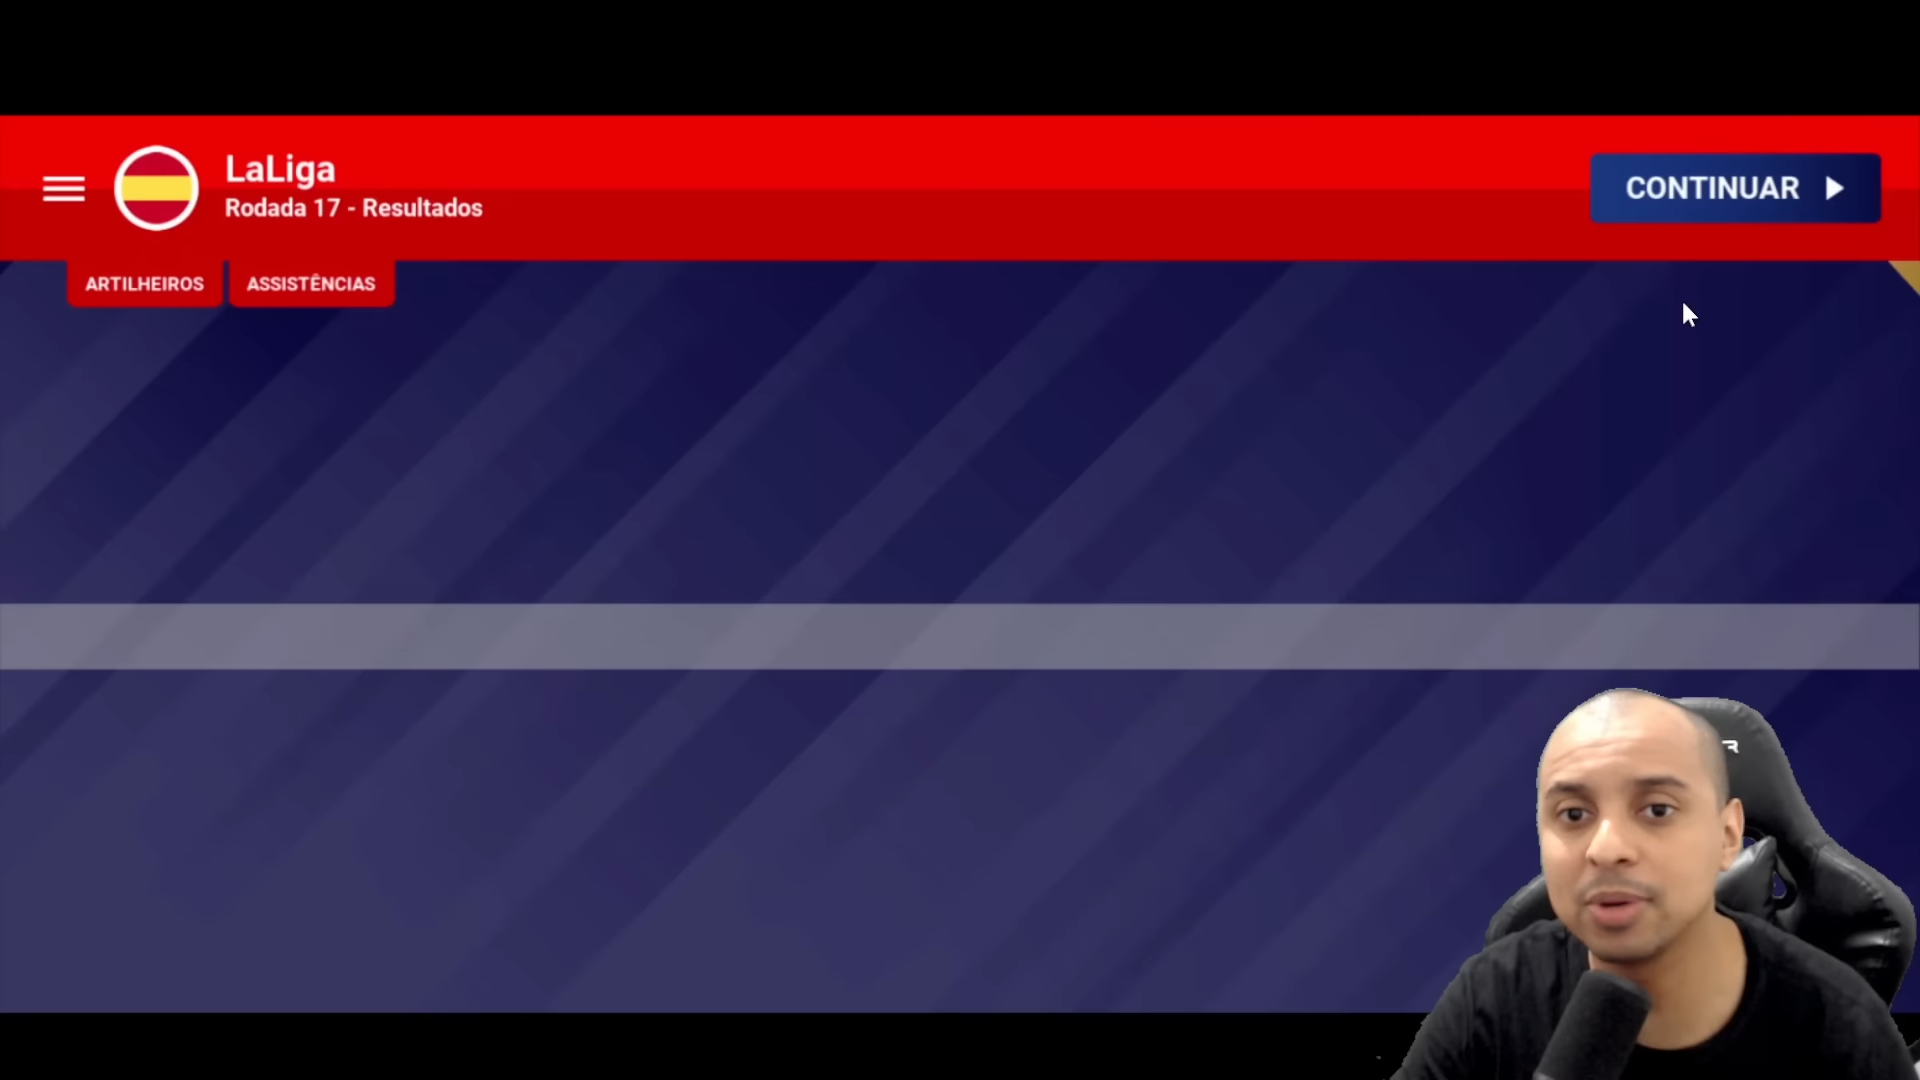 LaLiga
Rodada 17 - Resultados
CONTINUAR
ARTILHEIROS
ASSISTÊNCIAS